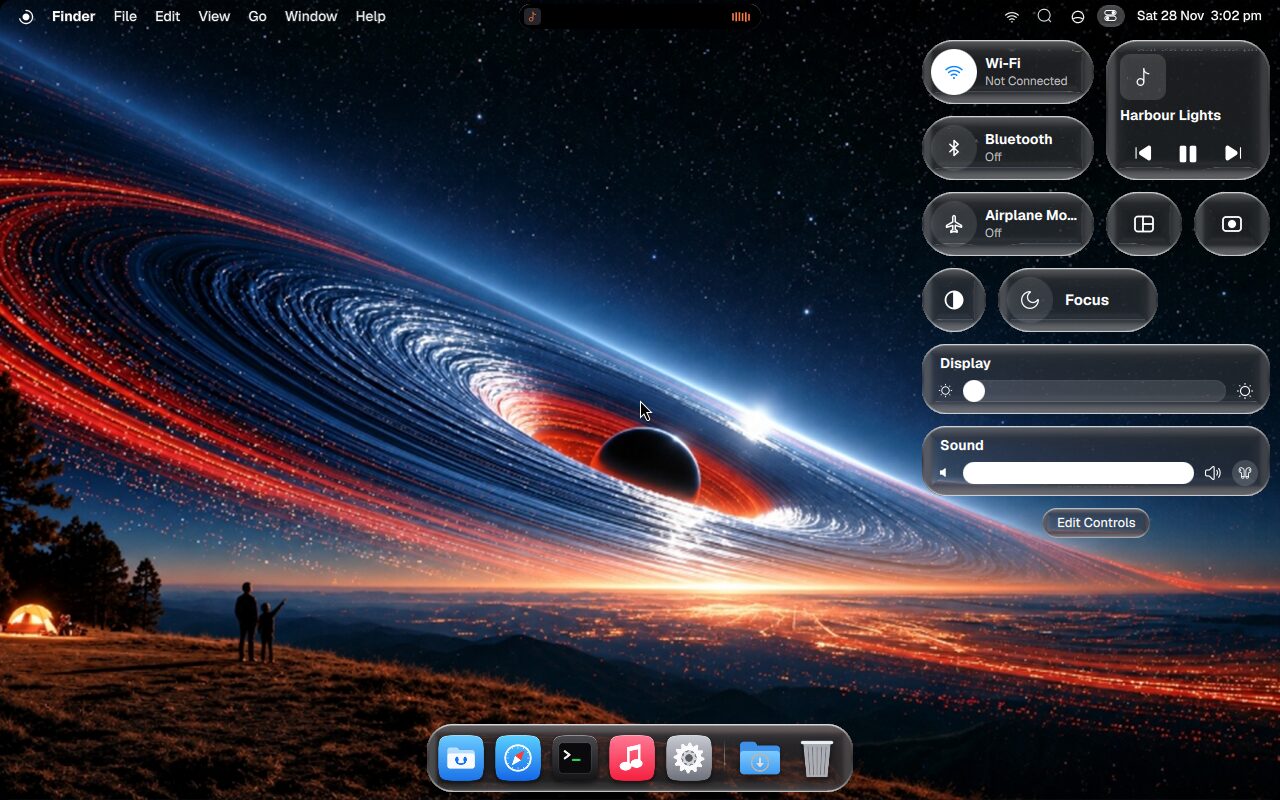 Finder File Edit View Go Window Help
Sat 28 Nov 3:02 pm
Wi-Fi
Not Connected
Harbour Lights
Bluetooth
Off
Airplane Mo...
Off
Focus
Display
Sound
Edit Controls